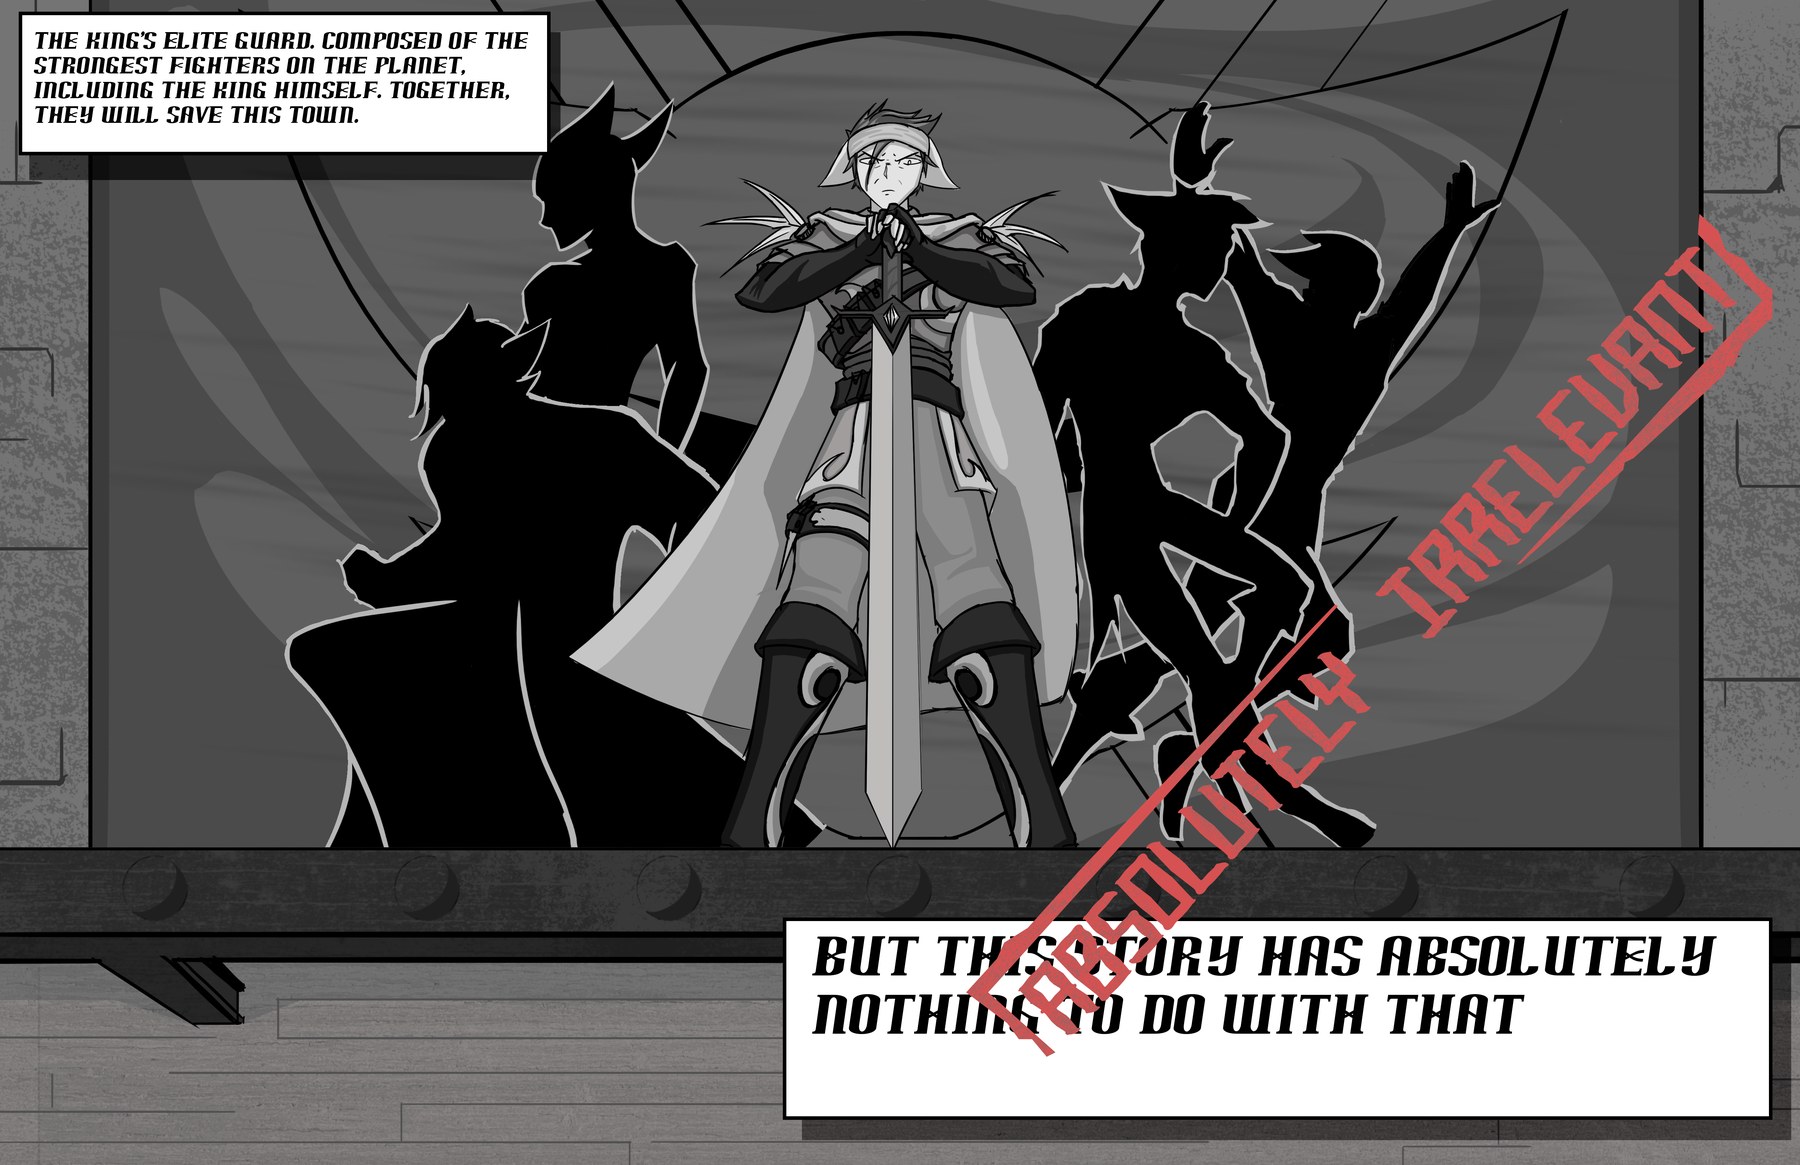 THE KING'S ELITE GUARD. COMPOSED OF THE
STRONGEST FIGHTERS ON THE PLANET,
INCLUDING THE KING HIMSELF. TOGETHER,
THEY WILL SAVE THIS TOWN.
ABSOLUTELY IRRELEVANT
BUT THIS STORY HAS ABSOLUTELY
NOTHING TO DO WITH THAT